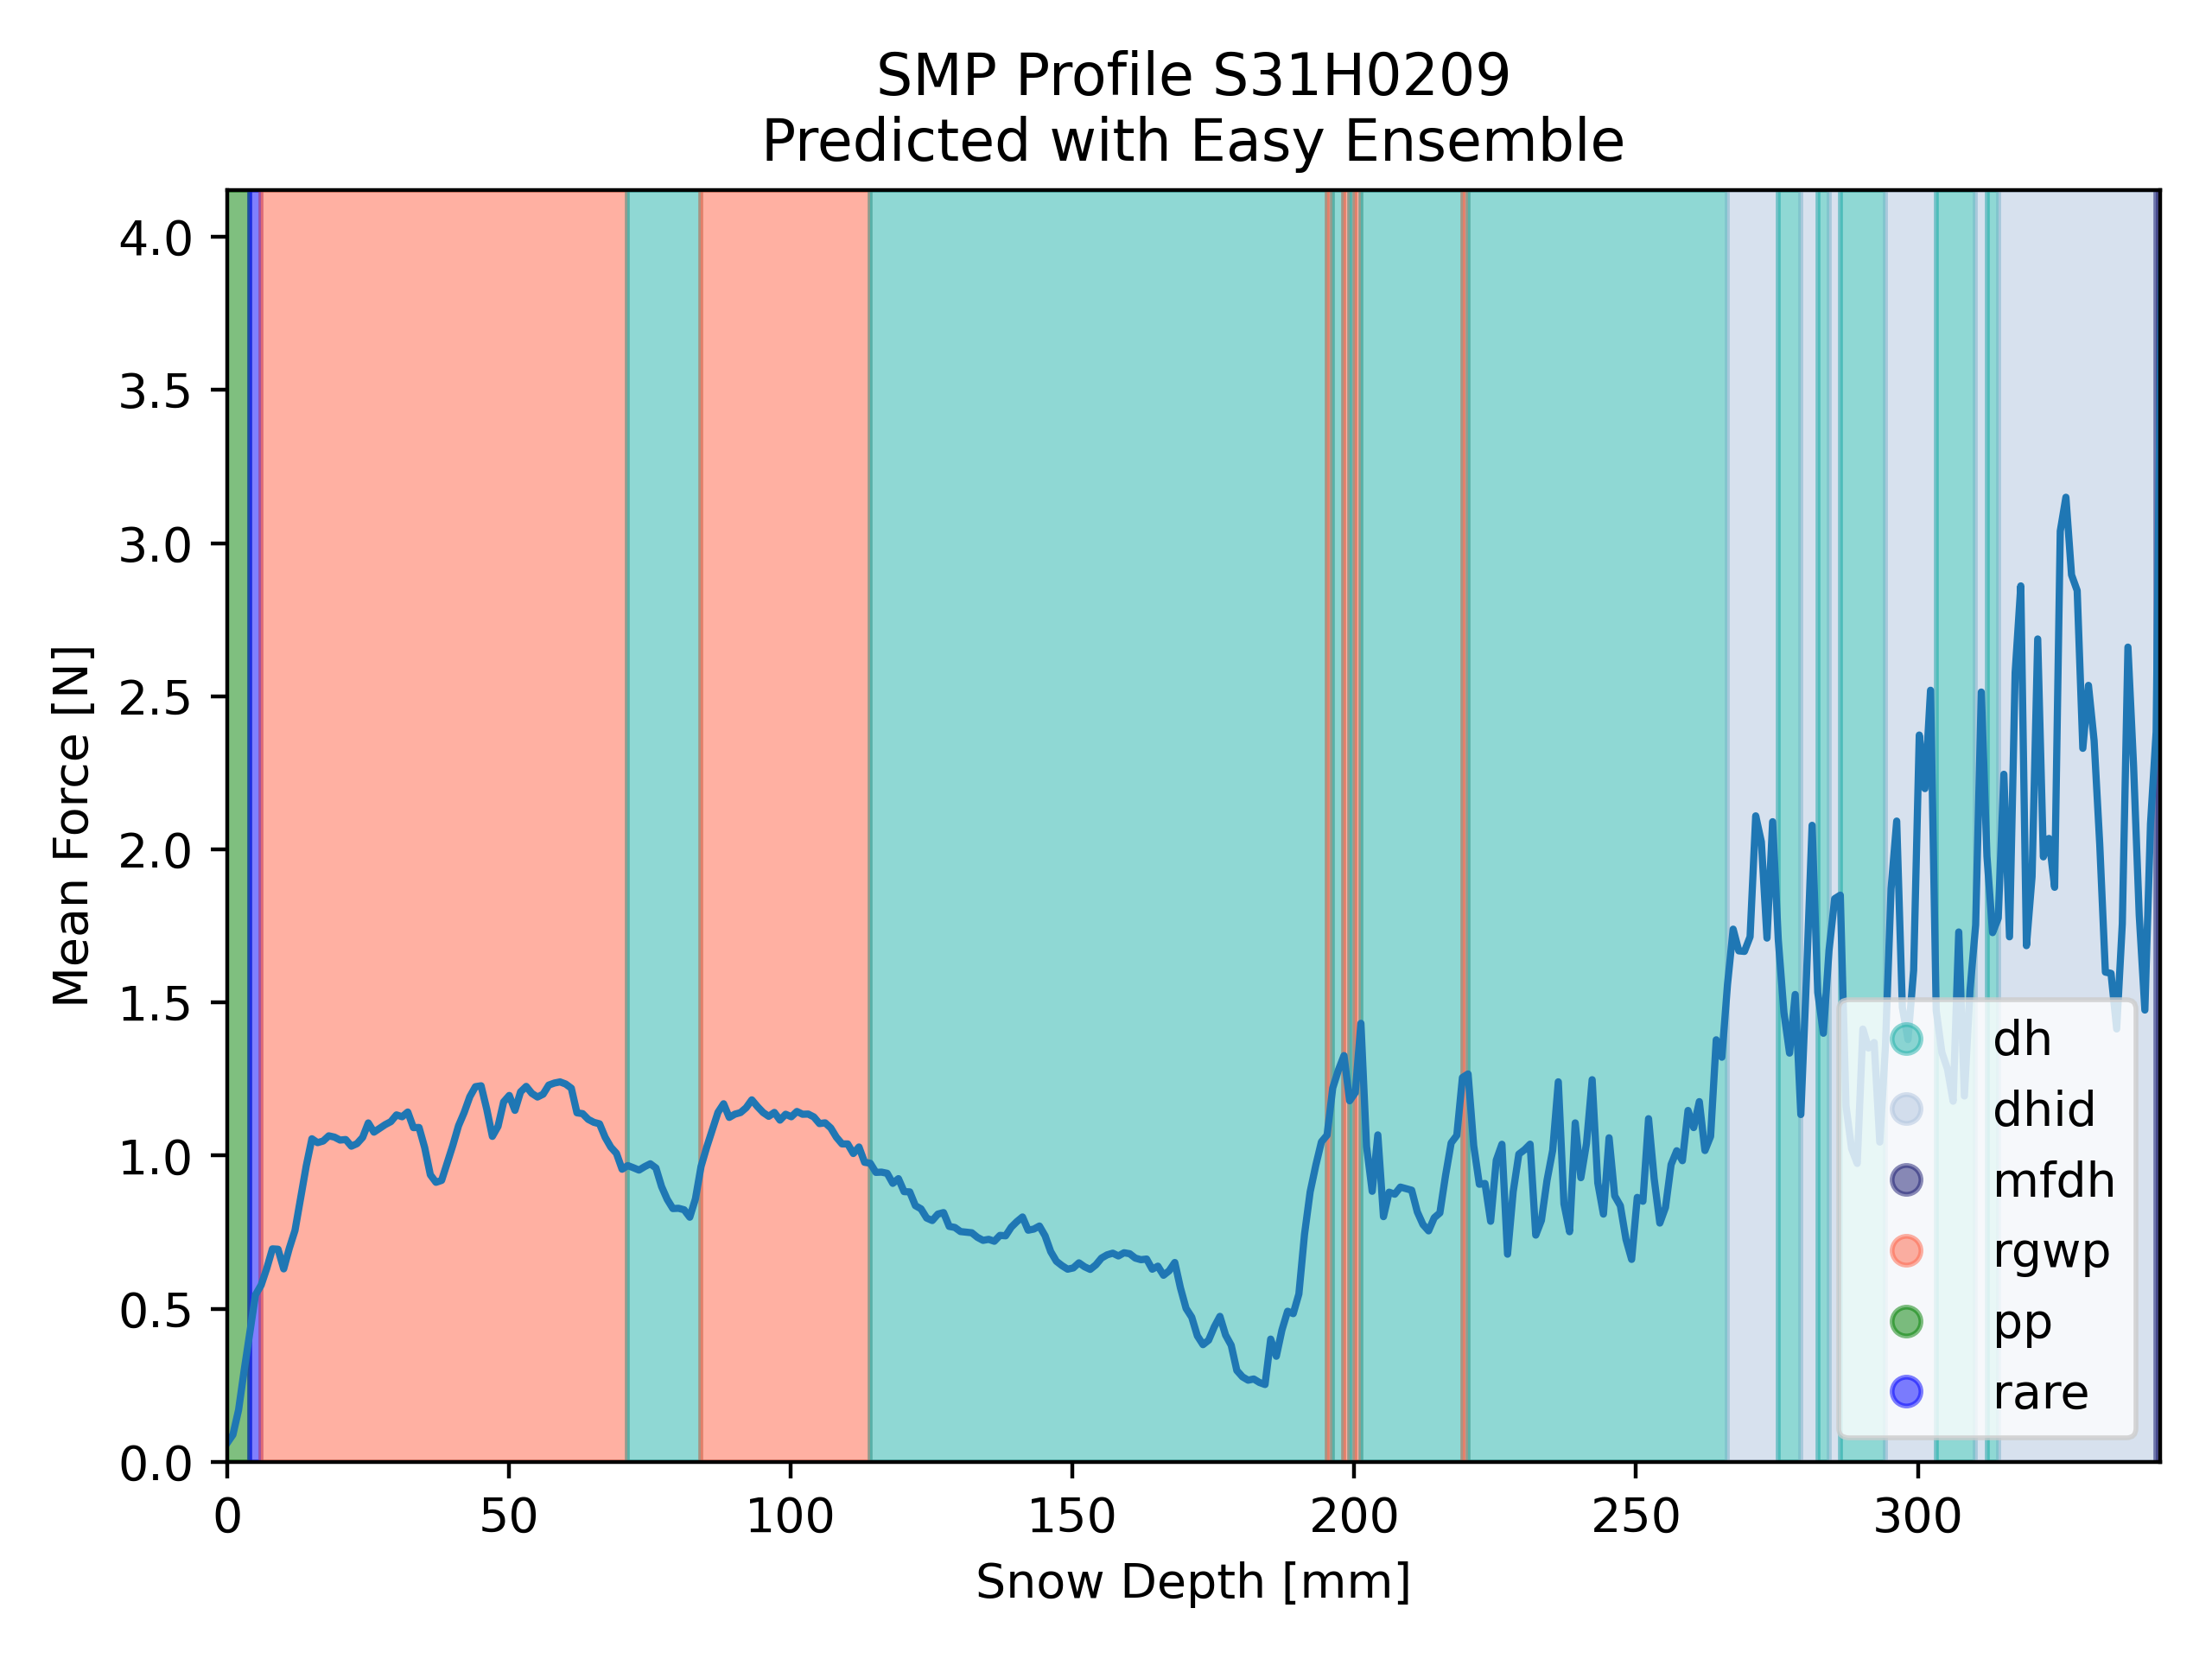 SMP Profile S31H0209
Predicted with Easy Ensemble
Mean Force [N]
4.0
3.5
3.0
2.5
2.0
1.5
1.0
0.5
0.0
dh
dhid
mfdh
rgwp
pp
rare
0 50 100 150 200 250 300
Snow Depth [mm]